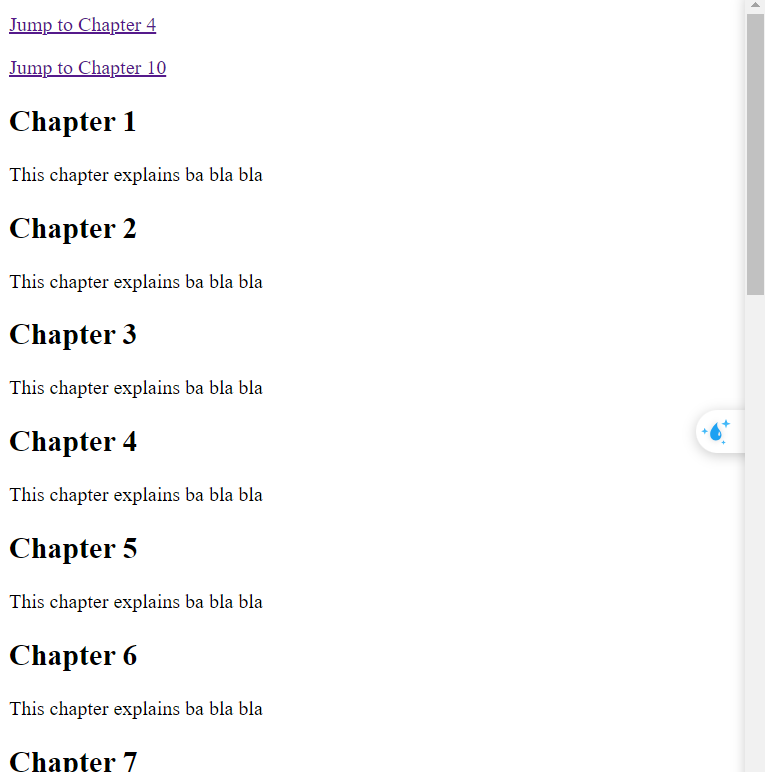 Jump to Chapter 4
Jump to Chapter 10
Chapter 1
This chapter explains ba bla bla
Chapter 2
This chapter explains ba bla bla
Chapter 3
This chapter explains ba bla bla
Chapter 4
This chapter explains ba bla bla
Chapter 5
This chapter explains ba bla bla
Chapter 6
This chapter explains ba bla bla
Chapter 7